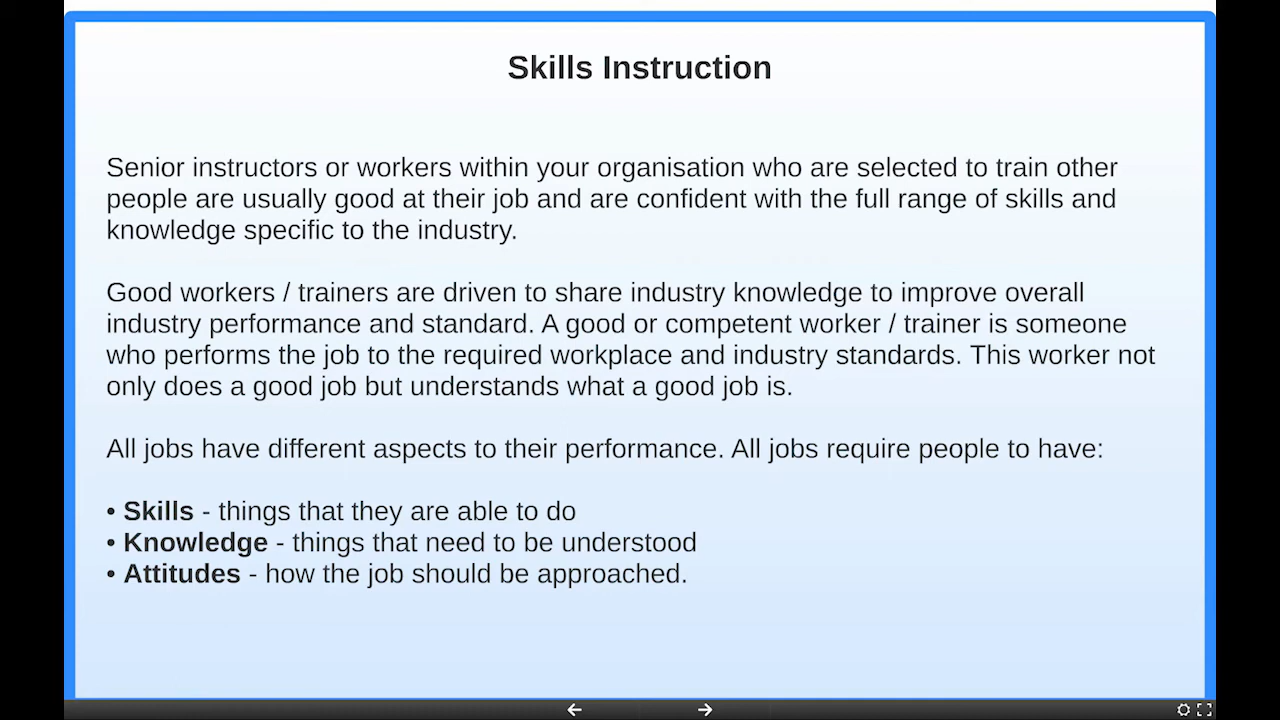 Skills Instruction
Senior instructors or workers within your organisation who are selected to train other
people are usually good at their job and are confident with the full range of skills and
knowledge specific to the industry.
Good workers / trainers are driven to share industry knowledge to improve overall
industry performance and standard. A good or competent worker / trainer is someone
who performs the job to the required workplace and industry standards. This worker not
only does a good job but understands what a good job is.
All jobs have different aspects to their performance. All jobs require people to have:
• Skills - things that they are able to do
• Knowledge - things that need to be understood
• Attitudes - how the job should be approached.